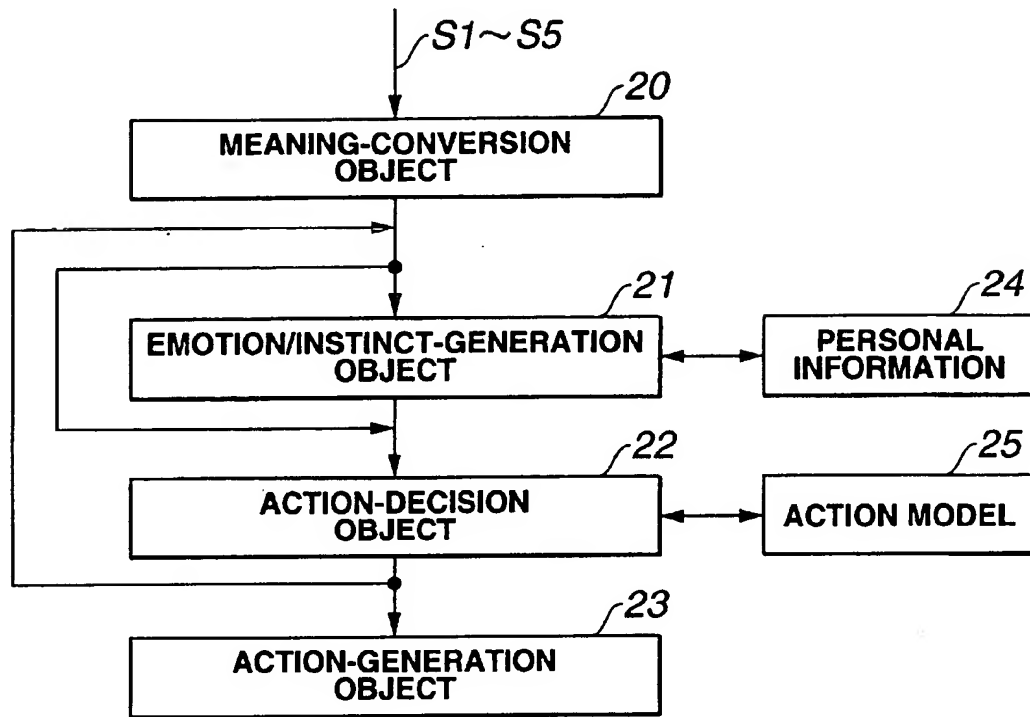 S1~S5
20
MEANING-CONVERSION
OBJECT
21
EMOTION/INSTINCT-GENERATION
OBJECT
24
PERSONAL
INFORMATION
22
ACTION-DECISION
OBJECT
25
ACTION MODEL
23
ACTION-GENERATION
OBJECT